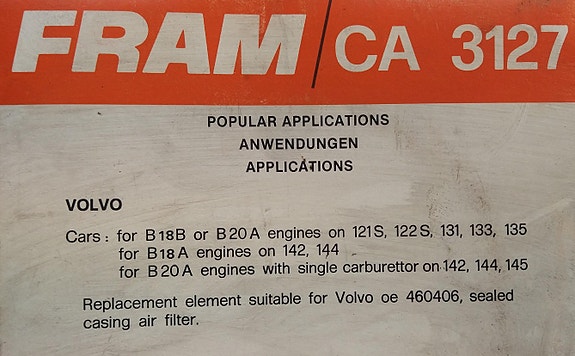 FRAM / CA 3127
POPULAR APPLICATIONS
ANWENDUNGEN
APPLICATIONS
VOLVO
Cars : for B18B or B20A engines on 121S, 122S, 131, 133, 135
for B18A engines on 142, 144
for B20A engines with single carburettor on 142, 144, 145
Replacement element suitable for Volvo oe 460406, sealed
casing air filter.